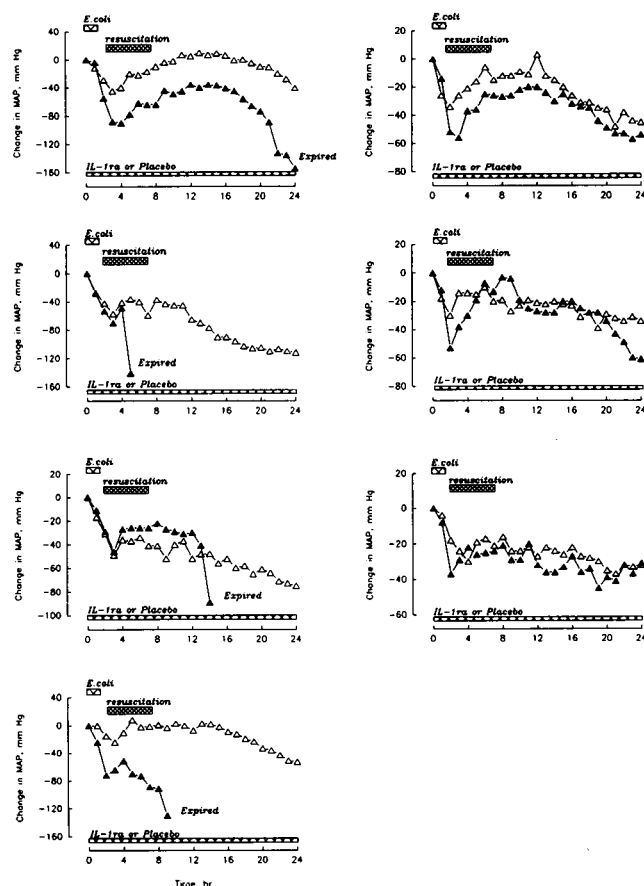 E.coli
resuscitation
40
0
-40
-80
-120
-160
Change in MAP, mm Hg
Expired
IL-1ra or Placebo
0 4 8 12 16 20 24
E.coli
resuscitation
20
0
-20
-40
-60
-80
Change in MAP, mm Hg
IL-1ra or Placebo
0 4 8 12 16 20 24
E.coli
resuscitation
40
0
-40
-80
-120
-160
Change in MAP, mm Hg
Expired
IL-1ra or Placebo
0 4 8 12 16 20 24
E.coli
resuscitation
20
0
-20
-40
-60
-80
Change in MAP, mm Hg
IL-1ra or Placebo
0 4 8 12 16 20 24
E.coli
resuscitation
20
0
-20
-40
-60
-80
-100
Change in MAP, mm Hg
Expired
IL-1ra or Placebo
0 4 8 12 16 20 24
E.coli
resuscitation
20
0
-20
-40
-60
Change in MAP, mm Hg
IL-1ra or Placebo
0 4 8 12 16 20 24
E.coli
resuscitation
40
0
-40
-80
-120
-160
Change in MAP, mm Hg
Expired
IL-1ra or Placebo
0 4 8 12 16 20 24
Time, hr